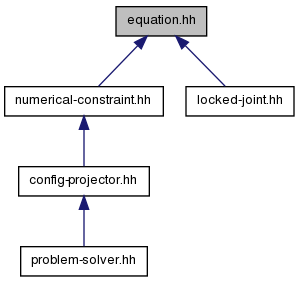 equation.hh
numerical-constraint.hh
locked-joint.hh
config-projector.hh
problem-solver.hh